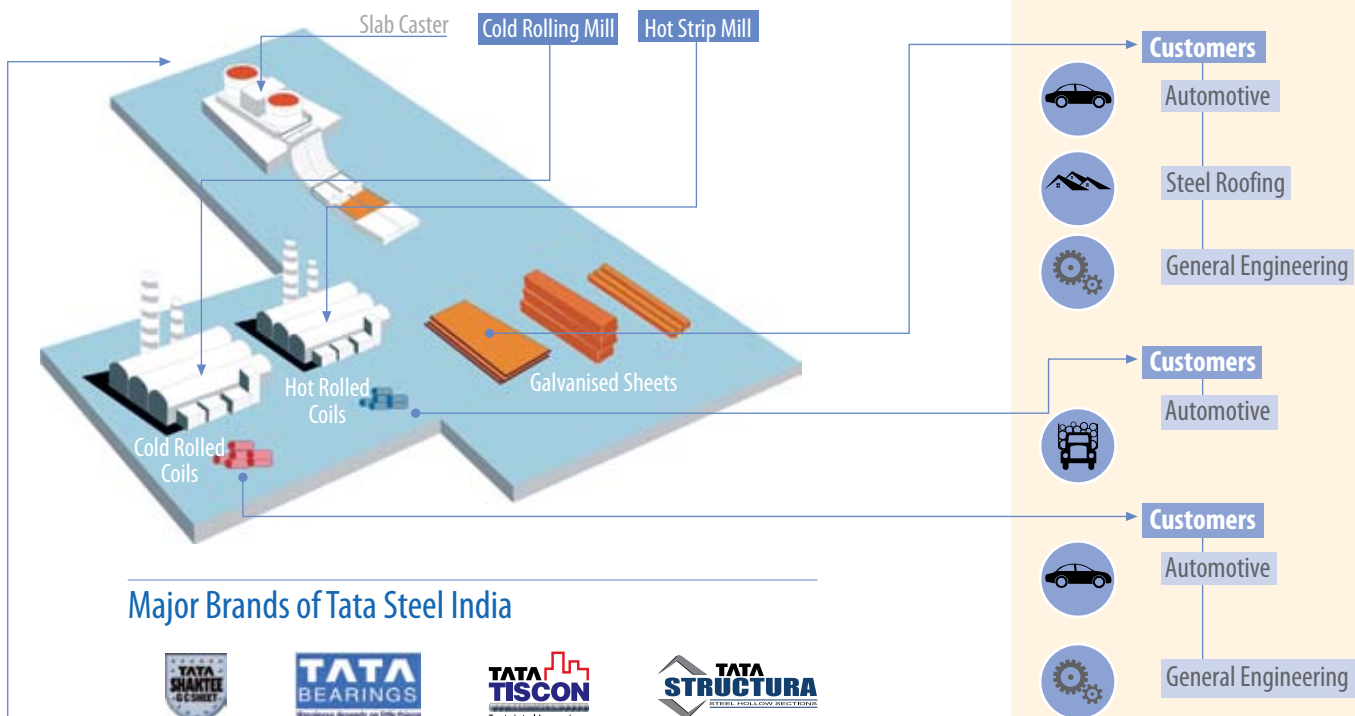 Slab Caster
Cold Rolling Mill
Hot Strip Mill
Customers
Automotive
Steel Roofing
General Engineering
Galvanised Sheets
Hot Rolled
Coils
Customers
Automotive
Cold Rolled
Coils
Customers
Automotive
General Engineering
Major Brands of Tata Steel India
TATA
SHAKTEE
GC SHEET
TATA
BEARINGS
TATA
TISCON
TATA
STRUCTURA
STEEL HOLLOW SECTIONS